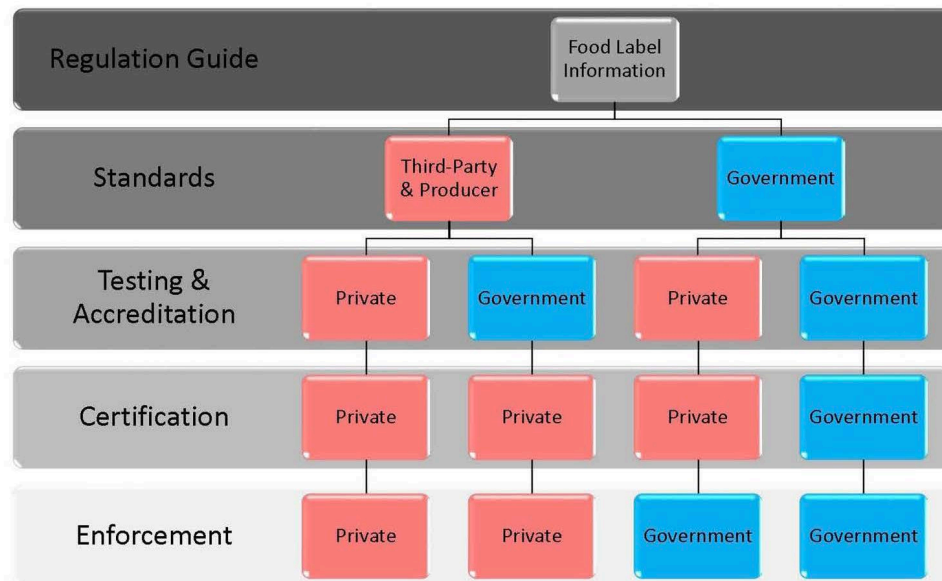 Regulation Guide
Food Label
Information
Standards
Third-Party
& Producer
Government
Testing &
Accreditation
Private
Government
Private
Government
Certification
Private
Private
Private
Government
Enforcement
Private
Private
Government
Government